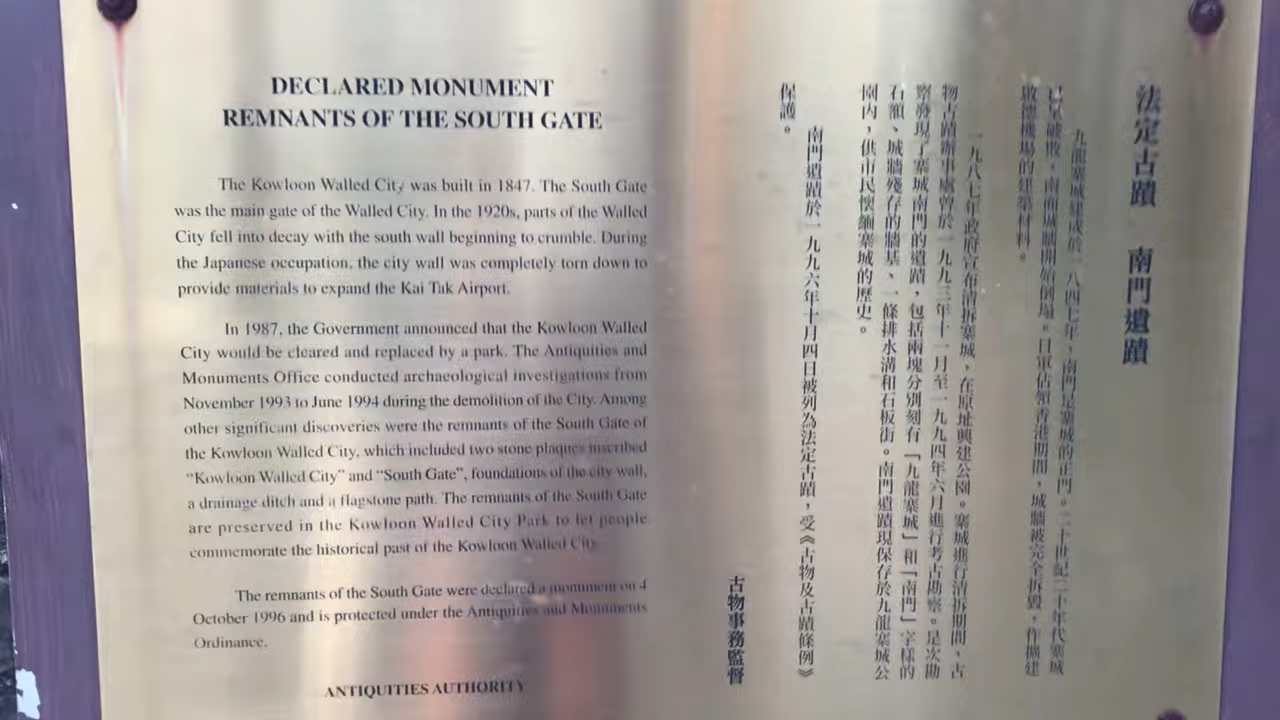 DECLARED MONUMENT
REMNANTS OF THE SOUTH GATE
The Kowloon Walled City was built in 1847. The South Gate
was the main gate of the Walled City. In the 1920s, parts of the Walled
City fell into decay with the south wall beginning to crumble. During
the Japanese occupation, the city wall was completely torn down to
provide materials to expand the Kai Tak Airport.
In 1987, the Government announced that the Kowloon Walled
City would be cleared and replaced by a park. The Antiquities and
Monuments Office conducted archaeological investigations from
November 1993 to June 1994 during the demolition of the City. Among
other significant discoveries were the remnants of the South Gate of
the Kowloon Walled City, which included two stone plaques inscribed
“Kowloon Walled City” and “South Gate”, foundations of the city wall,
a drainage ditch and a flagstone path. The remnants of the South Gate
are preserved in the Kowloon Walled City Park to let people
commemorate the historical past of the Kowloon Walled City.
The remnants of the South Gate were declared a monument on 4
October 1996 and is protected under the Antiquities and Monuments
Ordinance.
ANTIQUITIES AUTHORITY
法定古蹟 南門遺蹟
九龍寨城建成於一八四七年，南門是寨城的正門。二十世紀二十年代寨城
已呈破敗，南面城牆開始倒塌。日軍佔領香港期間，城牆被完全拆毀，作擴建
啟德機場的建築材料。
一九八七年政府宣布清拆寨城，在原址興建公園。寨城進行清拆期間，古
物古蹟辦事處曾於一九九三年十一月至一九九四年六月進行考古勘察。是次勘
察發現了寨城南門的遺蹟，包括兩塊分別刻有「九龍寨城」和「南門」字樣的
石額、城牆殘存的牆基、一條排水溝和石板街。南門遺蹟現保存於九龍寨城公
園內，供市民懷緬寨城的歷史。
南門遺蹟於一九九六年十月四日被列為法定古蹟，受《古物及古蹟條例》
保護。
古物事務監督